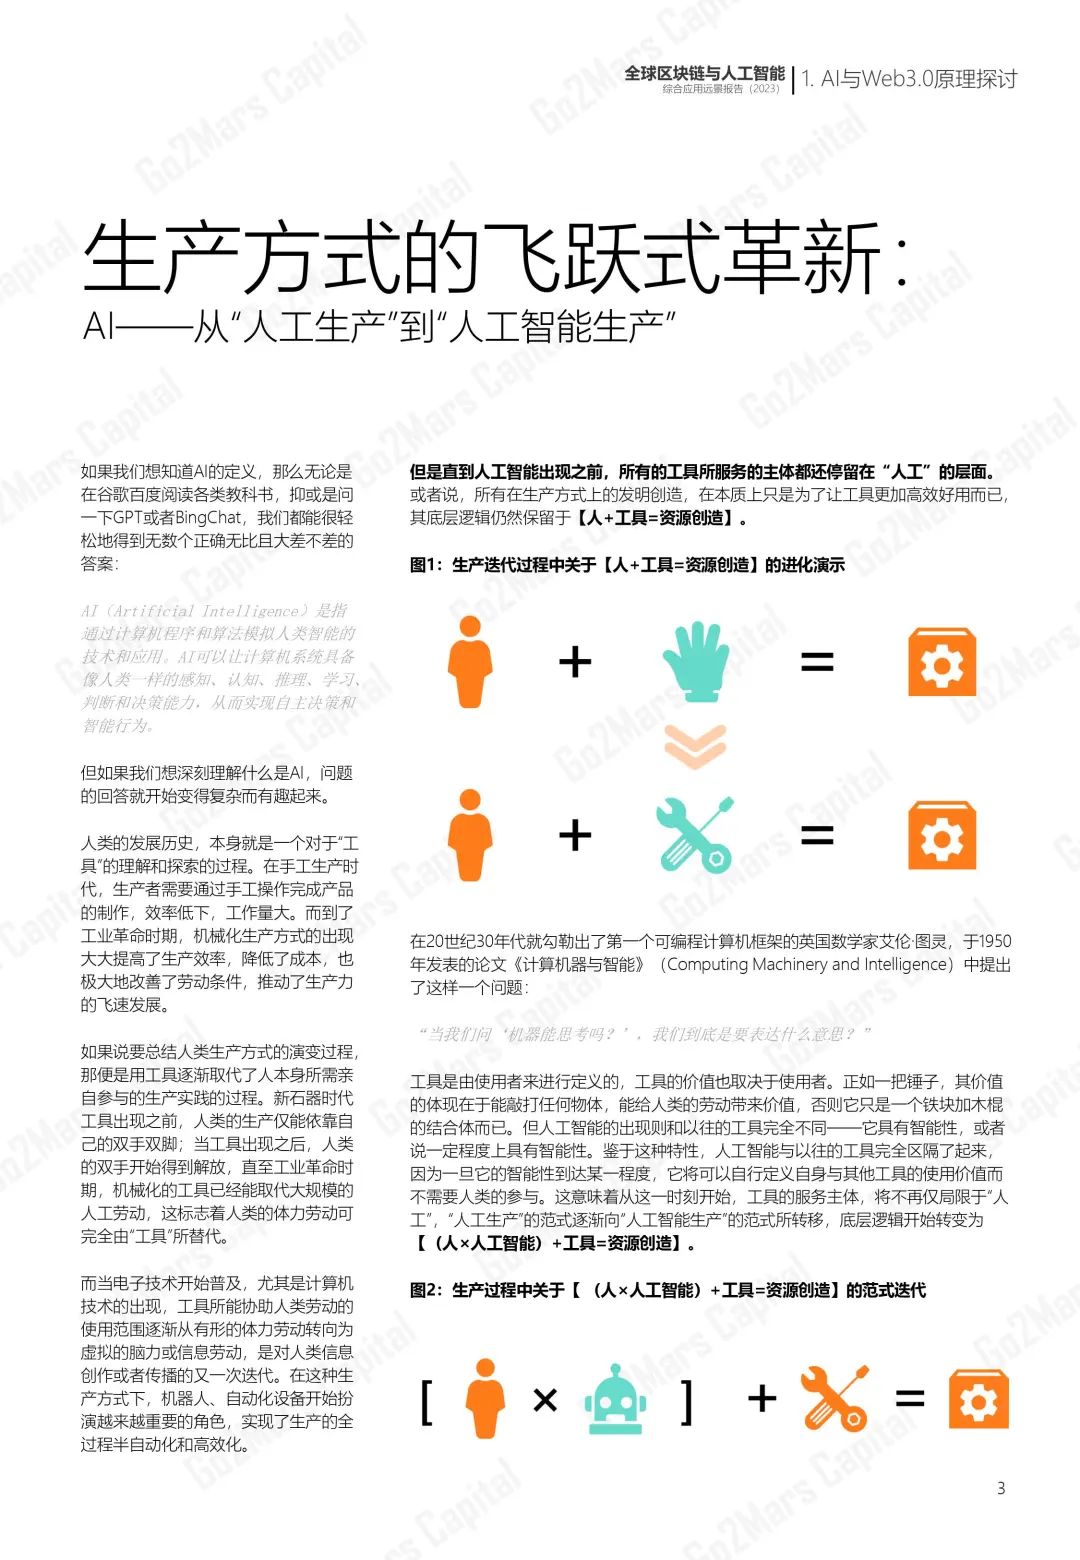 全球区块链与人工智能
综合应用远景报告（2023）
1. AI与Web3.0原理探讨
生产方式的飞跃式革新：
AI——从“人工生产”到“人工智能生产”
如果我们想知道AI的定义，那么无论是
在谷歌百度阅读各类教科书，抑或是问
一下GPT或者BingChat，我们都能很轻
松地得到无数个正确无比且大差不差的
答案：
AI（Artificial Intelligence）是指
通过计算机程序和算法模拟人类智能的
技术和应用。AI可以让计算机系统具备
像人类一样的感知、认知、推理、学习、
判断和决策能力，从而实现自主决策和
智能行为。
但如果我们想深刻理解什么是AI，问题
的回答就开始变得复杂而有趣起来。
人类的发展历史，本身就是一个对于“工
具”的理解和探索的过程。在手工生产时
代，生产者需要通过手工操作完成产品
的制作，效率低下，工作量大。而到了
工业革命时期，机械化生产方式的出现
大大提高了生产效率，降低了成本，也
极大地改善了劳动条件，推动了生产力
的飞速发展。
如果说要总结人类生产方式的演变过程，
那便是用工具逐渐取代了人本身所需亲
自参与的生产实践的过程。新石器时代
工具出现之前，人类的生产仅能依靠自
己的双手双脚；当工具出现之后，人类
的双手开始得到解放，直至工业革命时
期，机械化的工具已经能取代大规模的
人工劳动，这标志着人类的体力劳动可
完全由“工具”所替代。
而当电子技术开始普及，尤其是计算机
技术的出现，工具所能协助人类劳动的
使用范围逐渐从有形的体力劳动转向为
虚拟的脑力或信息劳动，是对人类信息
创作或者传播的又一次迭代。在这种生
产方式下，机器人、自动化设备开始扮
演越来越重要的角色，实现了生产的全
过程半自动化和高效化。
但是直到人工智能出现之前，所有的工具所服务的主体都还停留在“人工”的层面。
或者说，所有在生产方式上的发明创造，在本质上只是为了让工具更加高效好用而已，
其底层逻辑仍然保留于【人+工具=资源创造】。
图1：生产迭代过程中关于【人+工具=资源创造】的进化演示
+ =
+ =
在20世纪30年代就勾勒出了第一个可编程计算机框架的英国数学家艾伦·图灵，于1950
年发表的论文《计算机器与智能》（Computing Machinery and Intelligence）中提出
了这样一个问题：
“当我们问‘机器能思考吗？’，我们到底是要表达什么意思？”
工具是由使用者来进行定义的，工具的价值也取决于使用者。正如一把锤子，其价值
的体现在于能敲打任何物体，能给人类的劳动带来价值，否则它只是一个铁块加木棍
的结合体而已。但人工智能的出现则和以往的工具完全不同——它具有智能性，或者
说一定程度上具有智能性。鉴于这种特性，人工智能与以往的工具完全区隔了起来，
因为一旦它的智能性到达某一程度，它将可以自行定义自身与其他工具的使用价值而
不需要人类的参与。这意味着从这一时刻开始，工具的服务主体，将不再仅局限于“人
工”，“人工生产”的范式逐渐向“人工智能生产”的范式所转移，底层逻辑开始转变为
【（人×人工智能）+工具=资源创造】。
图2：生产过程中关于【（人×人工智能）+工具=资源创造】的范式迭代
[ × ] + =
3
Go2Mars Capital